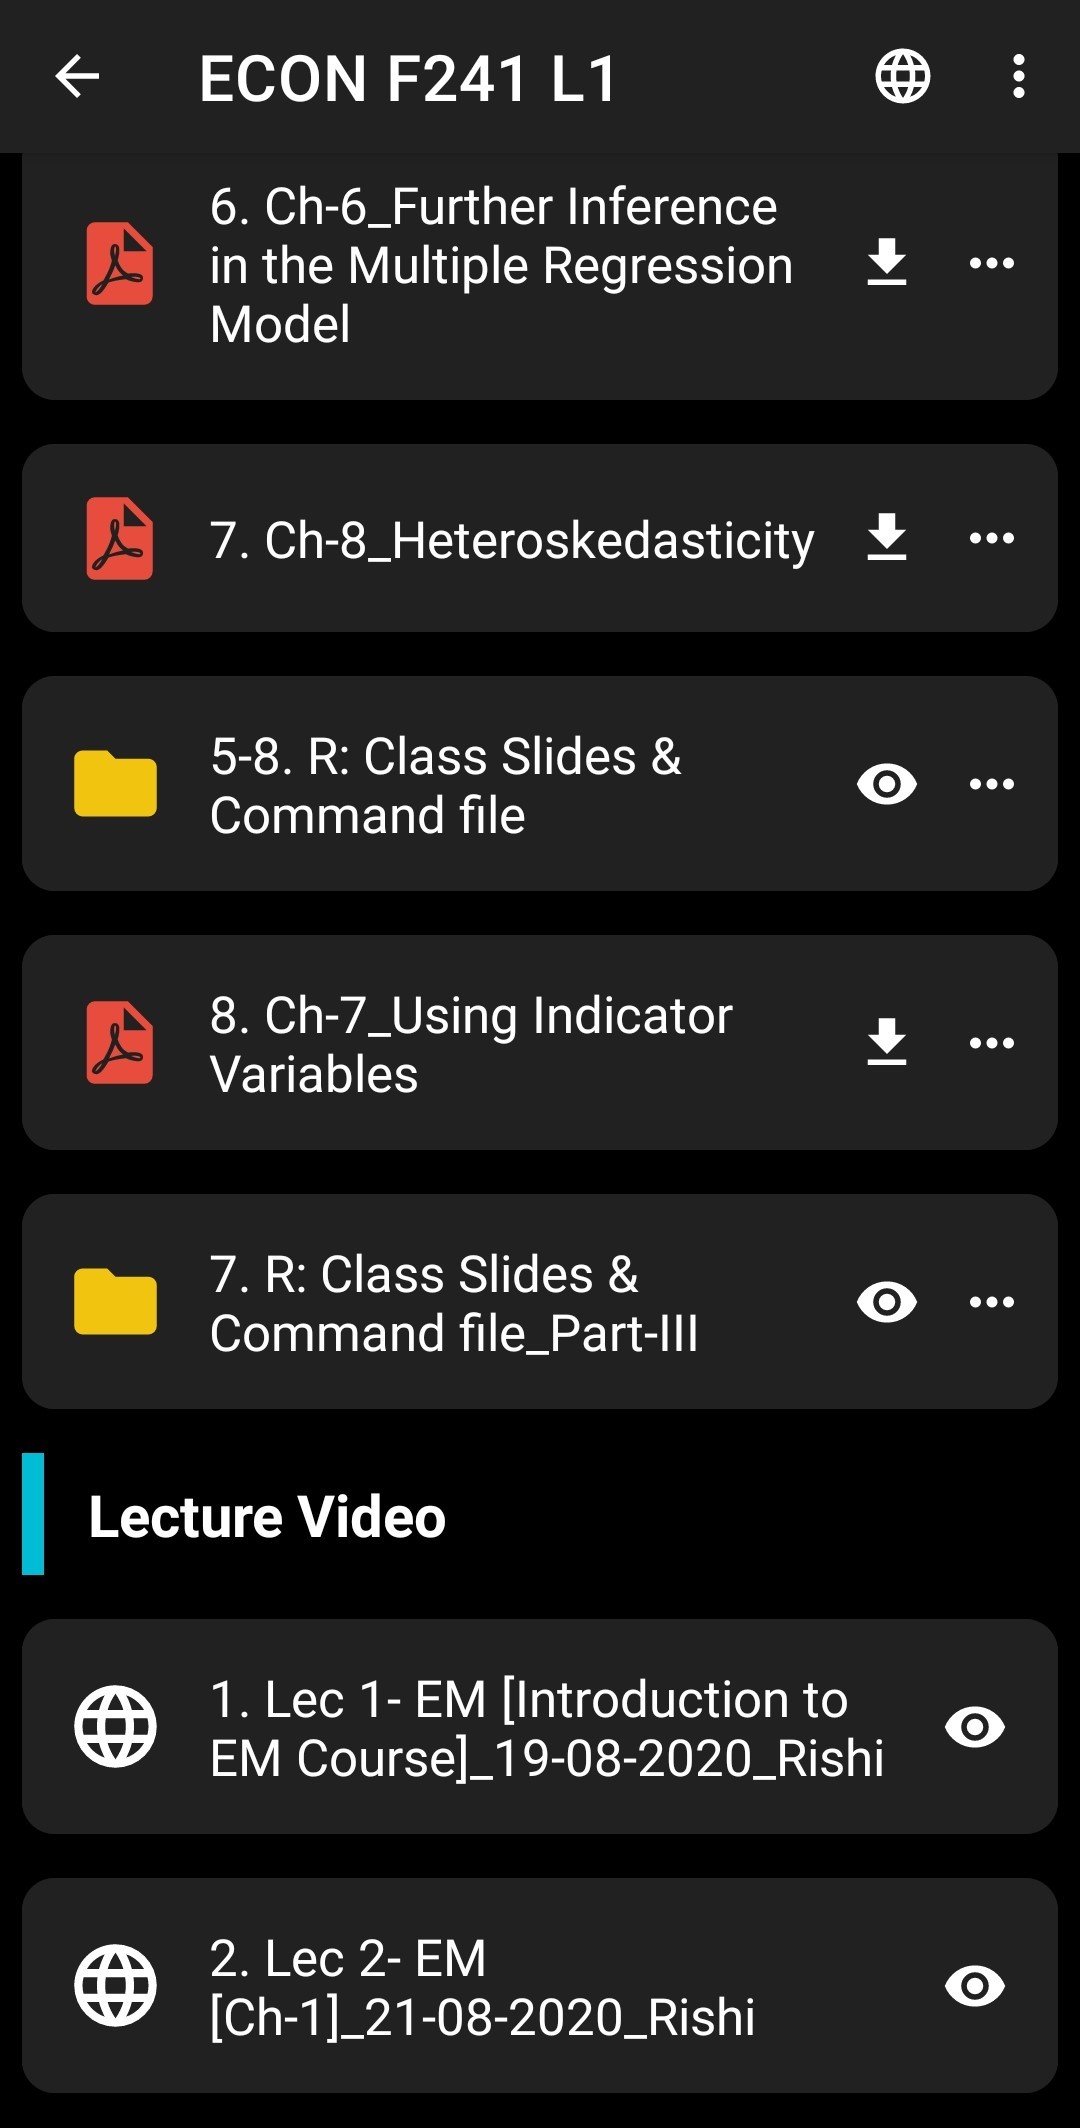 ECON F241 L1
6. Ch-6_Further Inference
in the Multiple Regression
Model
7. Ch-8_Heteroskedasticity
5-8. R: Class Slides &
Command file
8. Ch-7_Using Indicator
Variables
7. R: Class Slides &
Command file_Part-III
Lecture Video
1. Lec 1- EM [Introduction to
EM Course]_19-08-2020_Rishi
2. Lec 2- EM
[Ch-1]_21-08-2020_Rishi